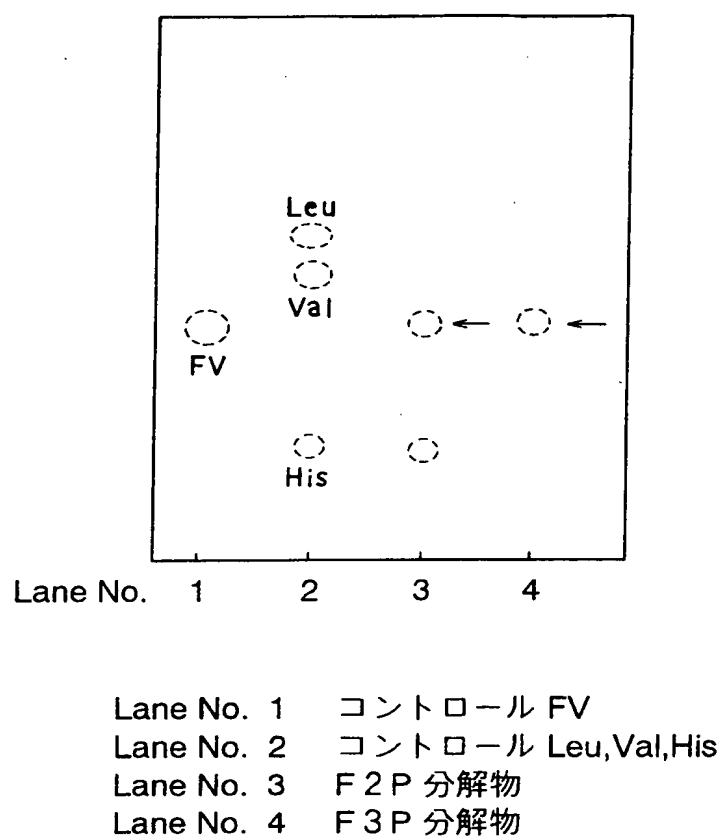 Leu
Val
FV
His
Lane No. 1 2 3 4
Lane No. 1 コントロール FV
Lane No. 2 コントロール Leu,Val,His
Lane No. 3 F2P 分解物
Lane No. 4 F3P 分解物